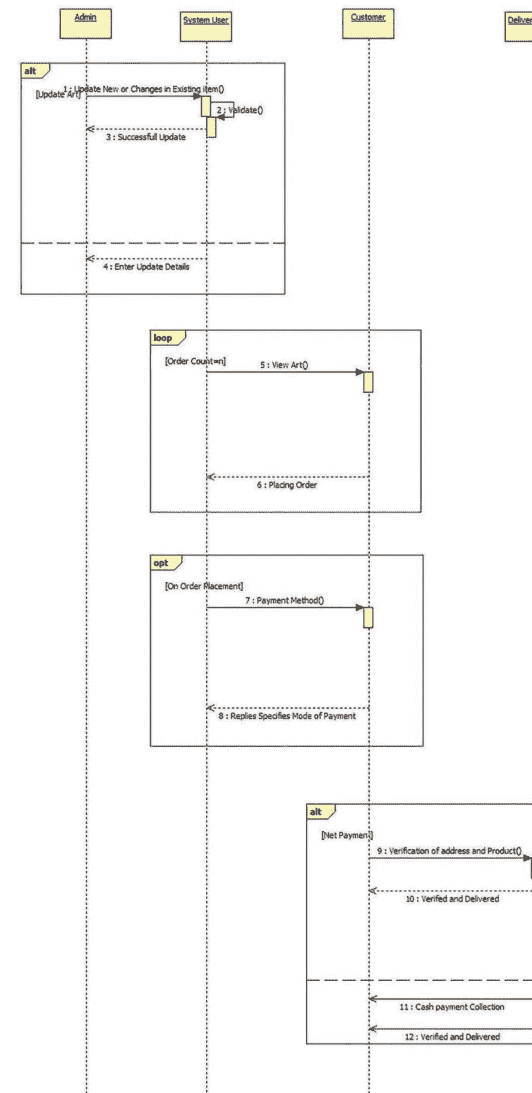 Admin
System User
Customer
Deliver
alt
1 : Update New or Changes in Existing item()
[Update Art]
2 : Validate()
3 : Successfull Update
4 : Enter Update Details
loop
[Order Count=n]
5 : View Art()
6 : Placing Order
opt
[On Order Placement]
7 : Payment Method()
8 : Replies Specifies Mode of Payment
alt
[Net Payment]
9 : Verification of address and Product()
10 : Verifed and Delivered
11 : Cash payment Collection
12 : Verified and Delivered